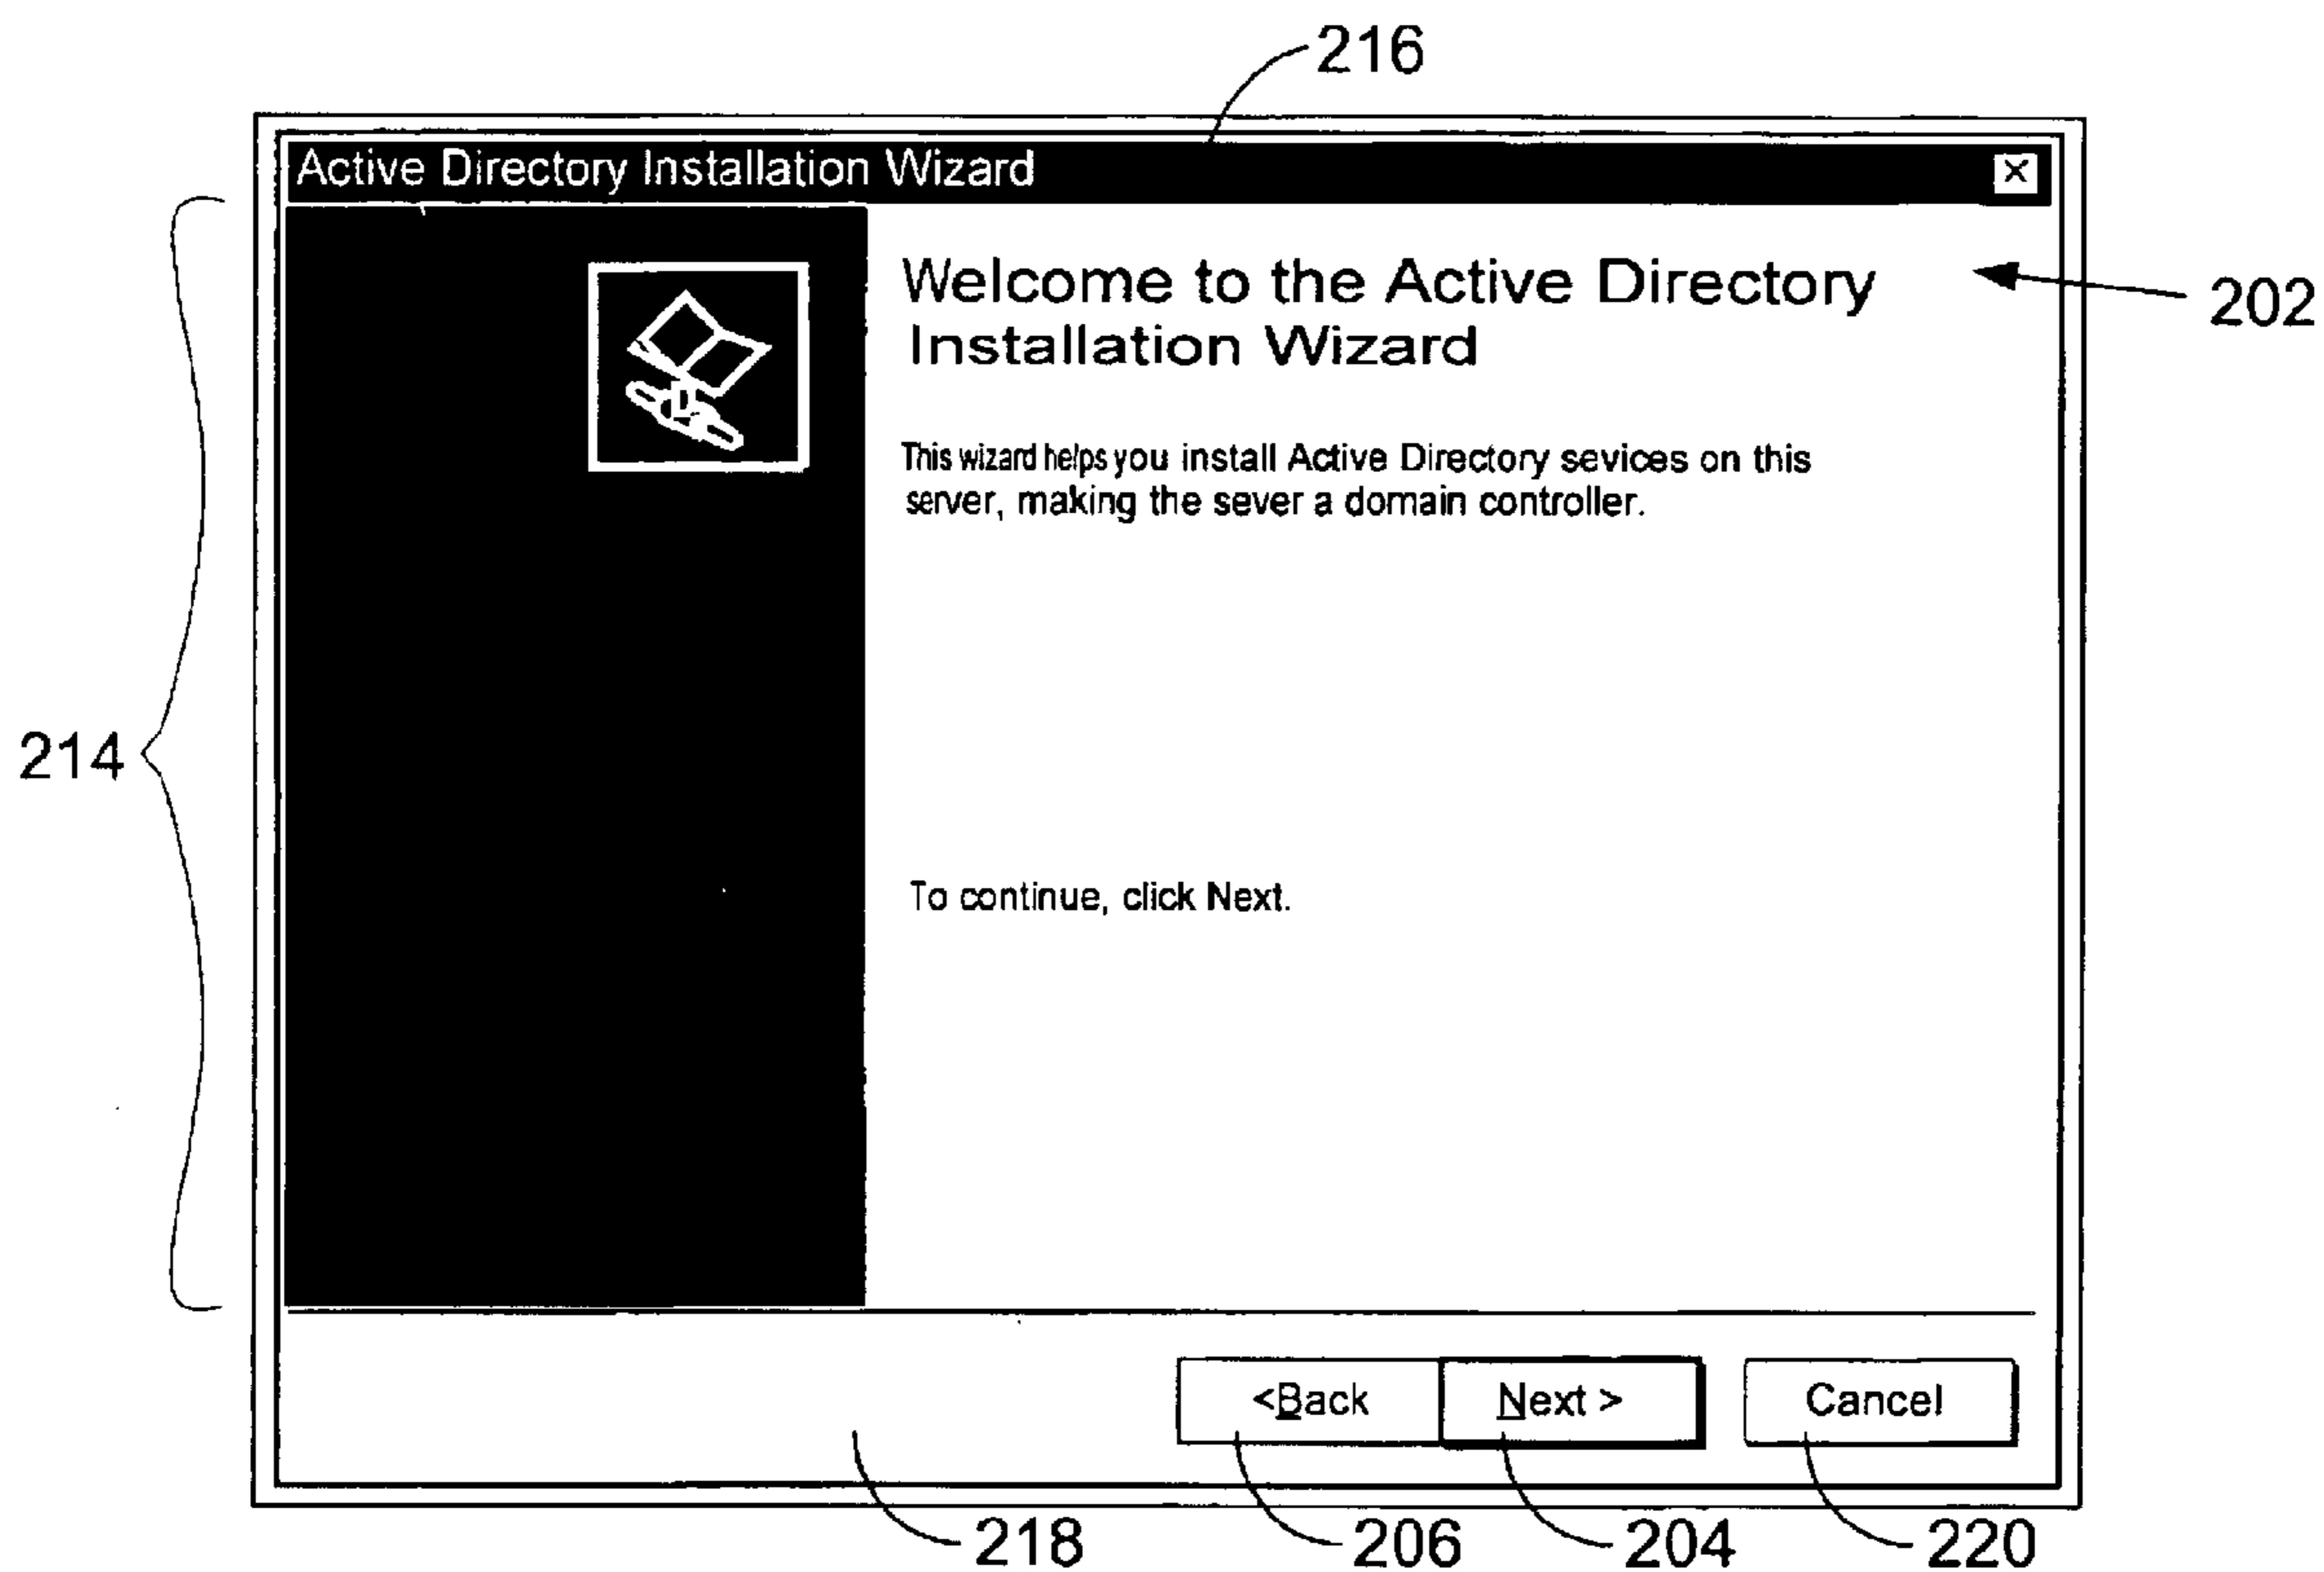 216
Active Directory Installation Wizard
X
Welcome to the Active Directory
Installation Wizard
202
This wizard helps you install Active Directory sevices on this
server, making the sever a domain controller.
214
To continue, click Next.
<Back
Next >
Cancel
218
206
204
220